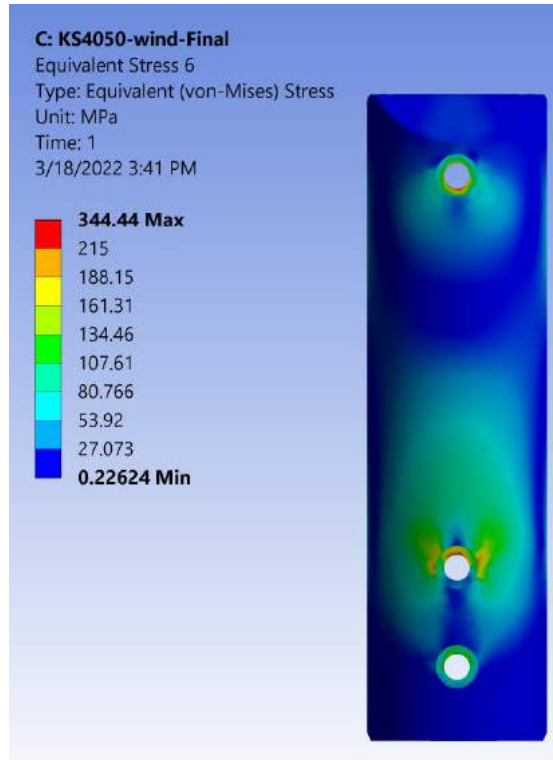 C: KS4050-wind-Final
Equivalent Stress 6
Type: Equivalent (von-Mises) Stress
Unit: MPa
Time: 1
3/18/2022 3:41 PM
344.44 Max
215
188.15
161.31
134.46
107.61
80.766
53.92
27.073
0.22624 Min